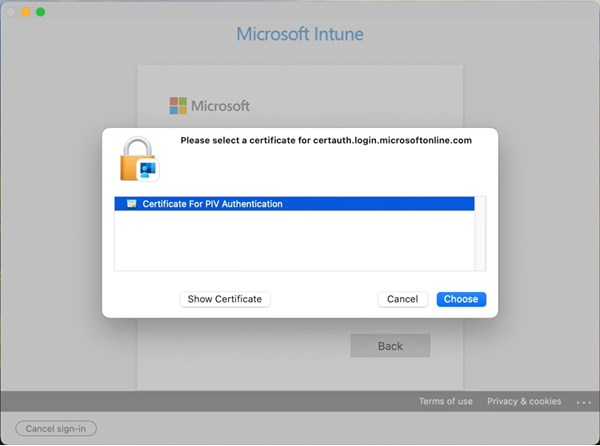 Microsoft Intune
Microsoft
Please select a certificate for certauth.login.microsoftonline.com
Certificate For PIV Authentication
Show Certificate
Cancel
Choose
Back
Terms of use
Privacy & cookies
...
Cancel sign-in